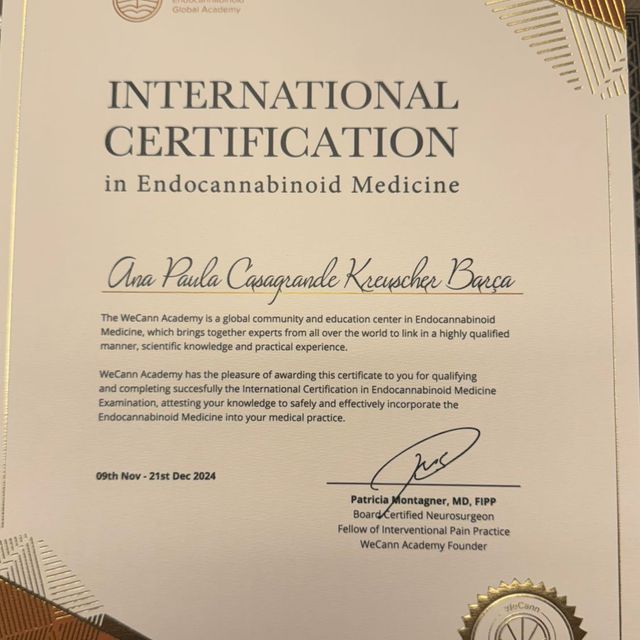 Endocannabinoid
Global Academy
INTERNATIONAL
CERTIFICATION
in Endocannabinoid Medicine
Ana Paula Casagrande Kreuscher Barça
The WeCann Academy is a global community and education center in Endocannabinoid
Medicine, which brings together experts from all over the world to link in a highly qualified
manner, scientific knowledge and practical experience.
WeCann Academy has the pleasure of awarding this certificate to you for qualifying
and completing succesfully the International Certification in Endocannabinoid Medicine
Examination, attesting your knowledge to safely and effectively incorporate the
Endocannabinoid Medicine into your medical practice.
09th Nov - 21st Dec 2024
Patricia Montagner, MD, FIPP
Board Certified Neurosurgeon
Fellow of Interventional Pain Practice
WeCann Academy Founder
WeCann